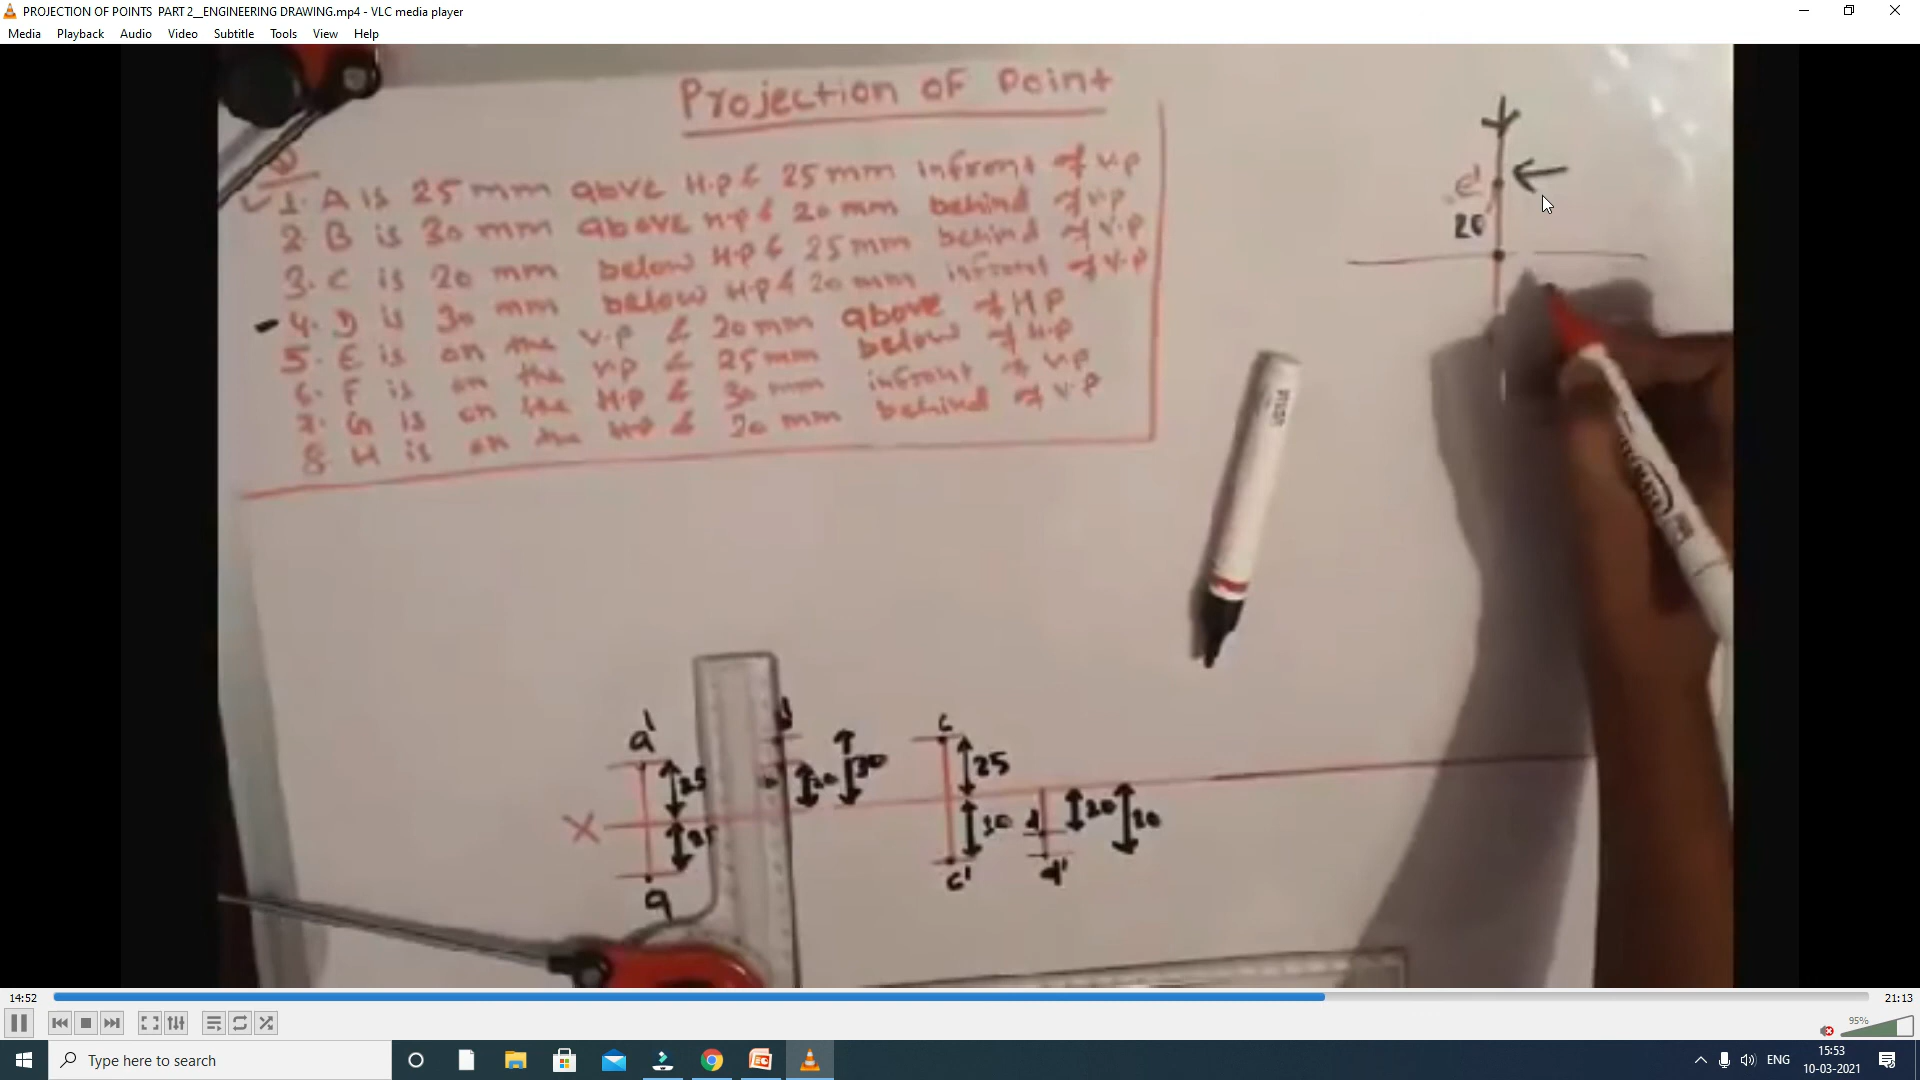 PROJECTION OF POINTS PART 2__ENGINEERING DRAWING.mp4 - VLC media player
Media Playback Audio Video Subtitle Tools View Help
Projection OF Point
1. A is 25 mm above H.P & 25 mm infront of V.P
2. B is 30 mm above H.P & 20 mm behind of V.P
3. C is 20 mm below H.P & 25 mm behind of V.P
4. D is 30 mm below H.P & 20 mm infront of V.P
5. E is on the V.P & 20 mm above of H P
6. F is on the V.P & 25 mm below of H.P
7. G is on the H.P & 30 mm infront of V.P
8. H is on the H.P & 20 mm behind of V.P
e'
20
a'
25
X
25
a
b'
20
30
c
25
c'
d
20
d'
14:52
21:13
95%
Type here to search
ENG
15:53
10-03-2021